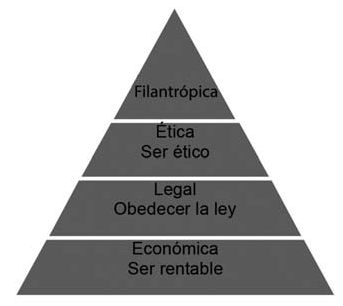 Filantrópica
Ética
Ser ético
Legal
Obedecer la ley
Económica
Ser rentable